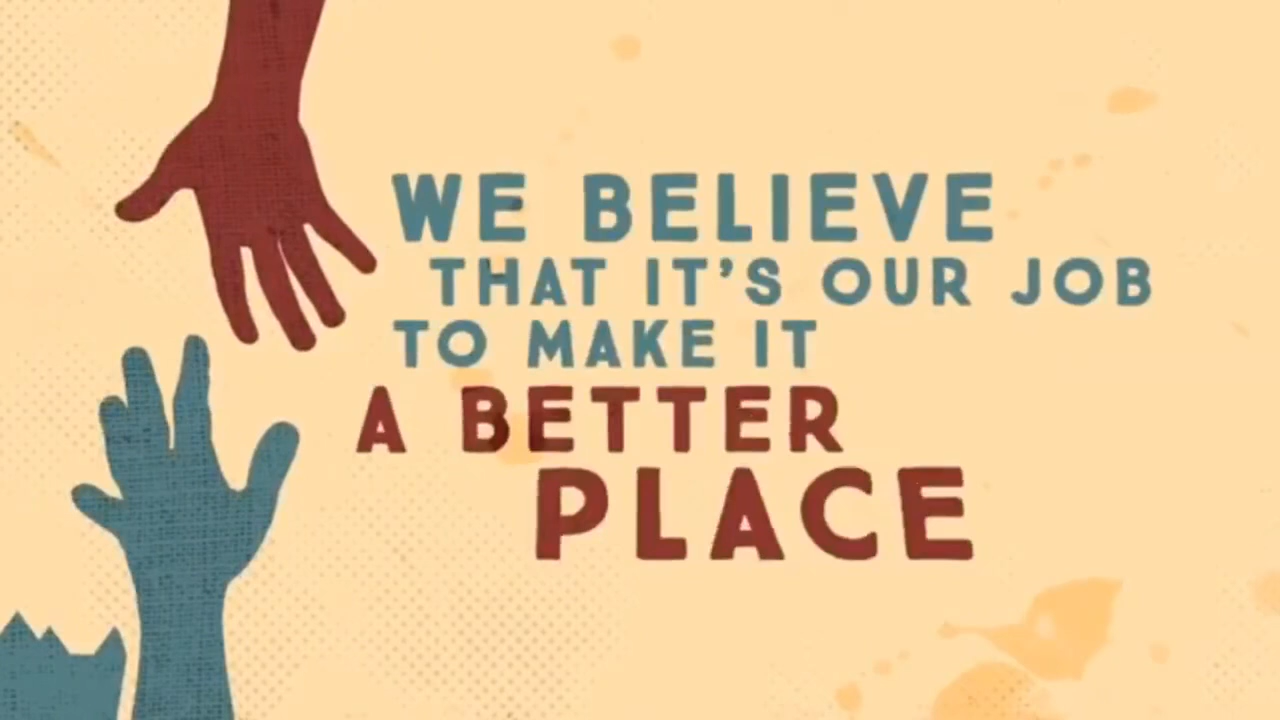 WE BELIEVE
THAT IT'S OUR JOB
TO MAKE IT
A BETTER
PLACE